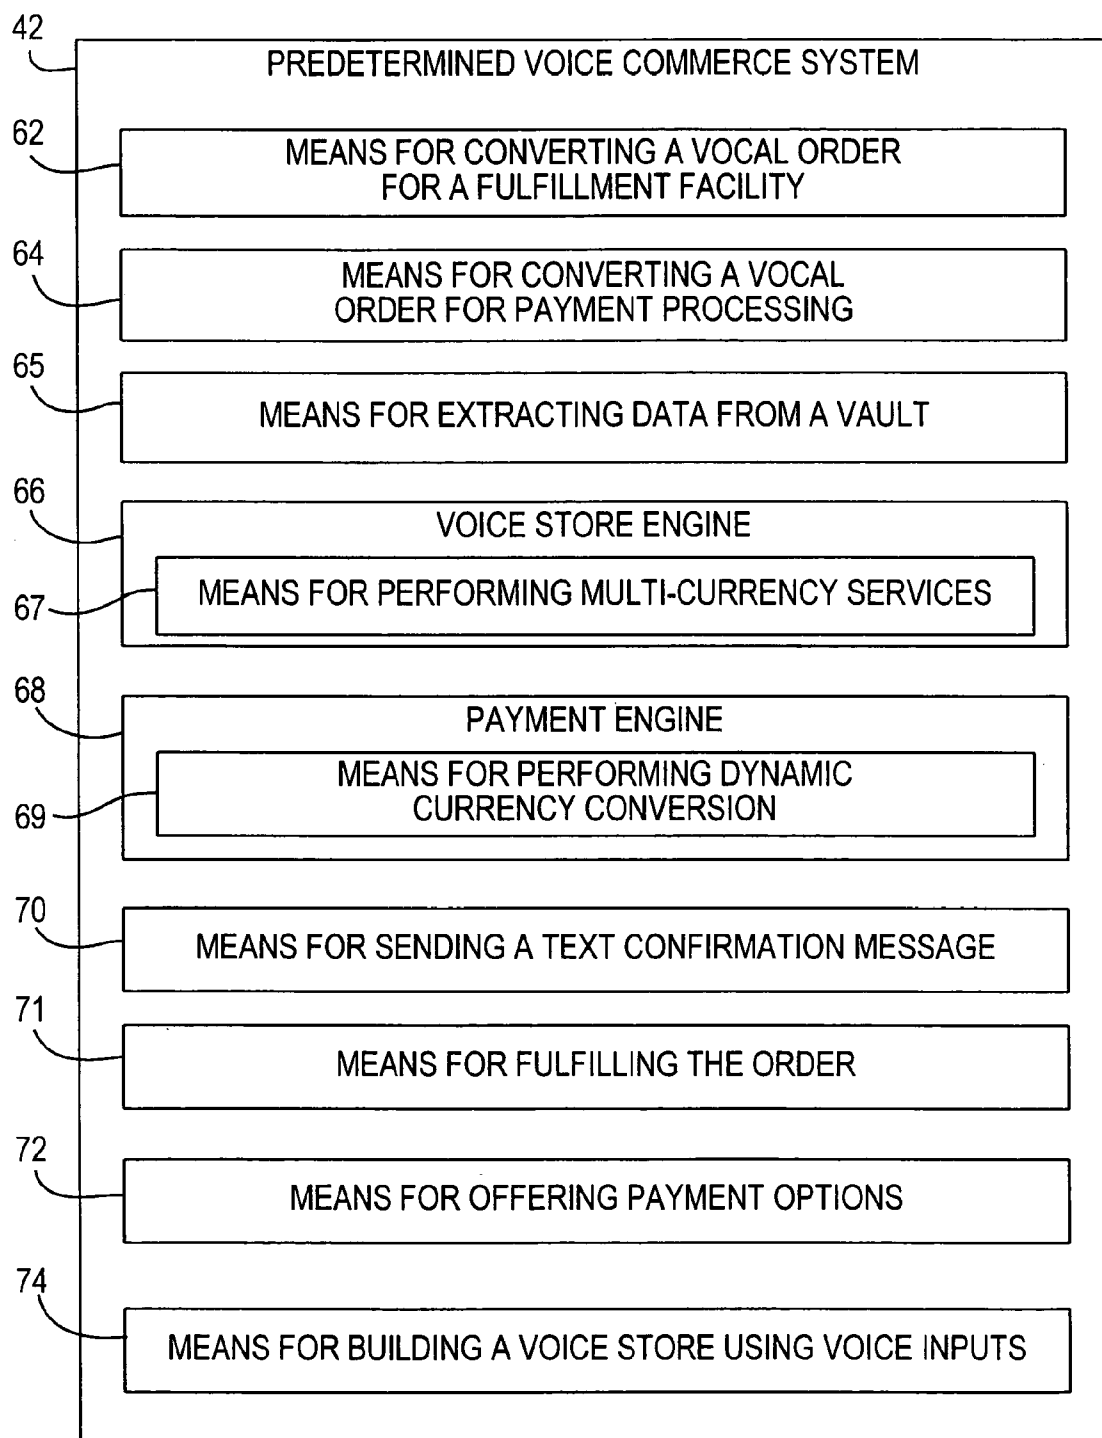 42
PREDETERMINED VOICE COMMERCE SYSTEM
62
MEANS FOR CONVERTING A VOCAL ORDER
FOR A FULFILLMENT FACILITY
64
MEANS FOR CONVERTING A VOCAL
ORDER FOR PAYMENT PROCESSING
65
MEANS FOR EXTRACTING DATA FROM A VAULT
66
VOICE STORE ENGINE
67
MEANS FOR PERFORMING MULTI-CURRENCY SERVICES
68
PAYMENT ENGINE
69
MEANS FOR PERFORMING DYNAMIC
CURRENCY CONVERSION
70
MEANS FOR SENDING A TEXT CONFIRMATION MESSAGE
71
MEANS FOR FULFILLING THE ORDER
72
MEANS FOR OFFERING PAYMENT OPTIONS
74
MEANS FOR BUILDING A VOICE STORE USING VOICE INPUTS